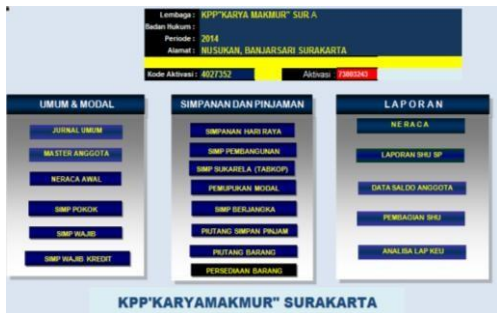 Lembaga : KPP"KARYA MAKMUR" SUR.A
Badan Hukum :
Periode : 2014
Alamat : NUSUKAN, BANJARSARI SURAKARTA
Kode Aktivasi : 4027352 Aktivasi : 73803243
UMUM & MODAL
JURNAL UMUM
MASTER ANGGOTA
NERACA AWAL
SIMP POKOK
SIMP WAJIB
SIMP WAJIB KREDIT
SIMPANAN DAN PINJAMAN
SIMPANAN HARI RAYA
SIMP PEMBANGUNAN
SIMP SUKARELA (TABKOP)
PEMUPUKAN MODAL
SIMP BERJANGKA
PIUTANG SIMPAN PINJAM
PIUTANG BARANG
PERSEDIAAN BARANG
LAPORAN
NERACA
LAPORAN SHU SP
DATA SALDO ANGGOTA
PEMBAGIAN SHU
ANALISA LAP KEU
KPP'KARYAMAKMUR" SURAKARTA